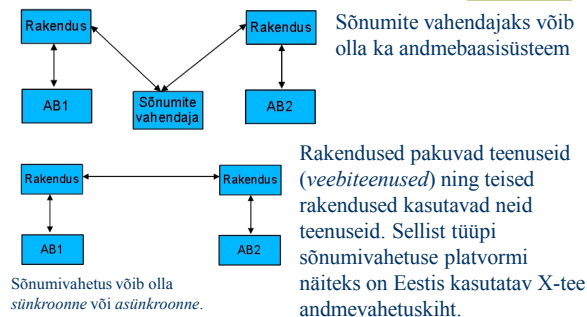 Rakendus
Rakendus
AB1
Sõnumite
vahendaja
AB2
Sõnumite vahendajaks võib
olla ka andmebaasisüsteem
Rakendus
Rakendus
AB1
AB2
Sõnumivahetus võib olla
sünkroonne või asünkroonne.
Rakendused pakuvad teenuseid
(veebiteenused) ning teised
rakendused kasutavad neid
teenuseid. Sellist tüüpi
sõnumivahetuse platvormi
näiteks on Eestis kasutatav X-tee
andmevahetuskiht.